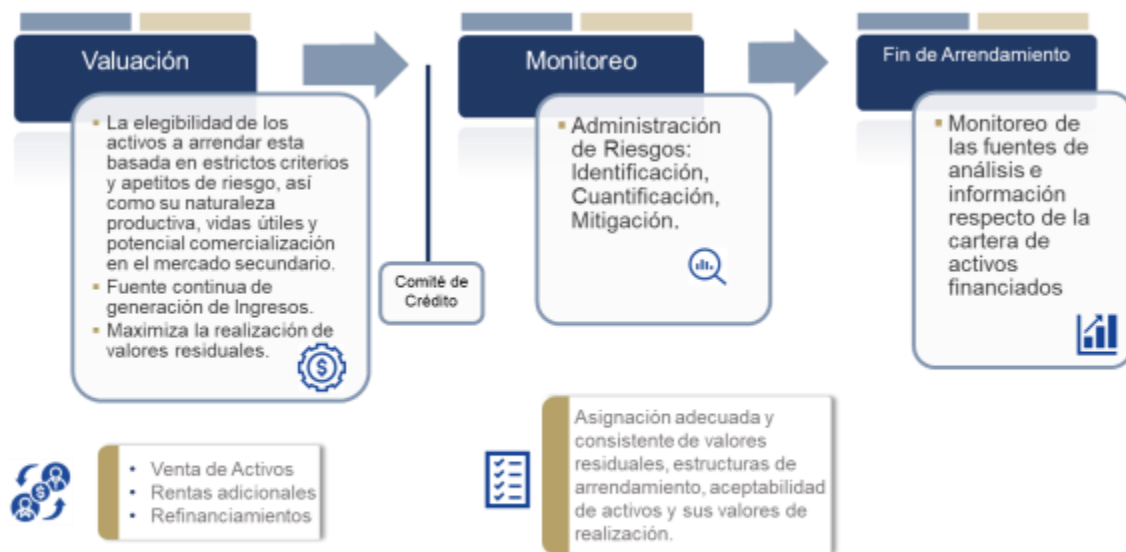 Valuación
▪ La elegibilidad de los
activos a arrendar esta
basada en estrictos criterios
y apetitos de riesgo, así
como su naturaleza
productiva, vidas útiles y
potencial comercialización
en el mercado secundario.
▪ Fuente continua de
generación de Ingresos.
▪ Maximiza la realización de
valores residuales.
Comité de
Crédito
Monitoreo
▪ Administración
de Riesgos:
Identificación,
Cuantificación,
Mitigación.
Fin de Arrendamiento
▪ Monitoreo de
las fuentes de
análisis e
información
respecto de la
cartera de
activos
financiados
• Venta de Activos
• Rentas adicionales
• Refinanciamientos
Asignación adecuada y
consistente de valores
residuales, estructuras de
arrendamiento, aceptabilidad
de activos y sus valores de
realización.